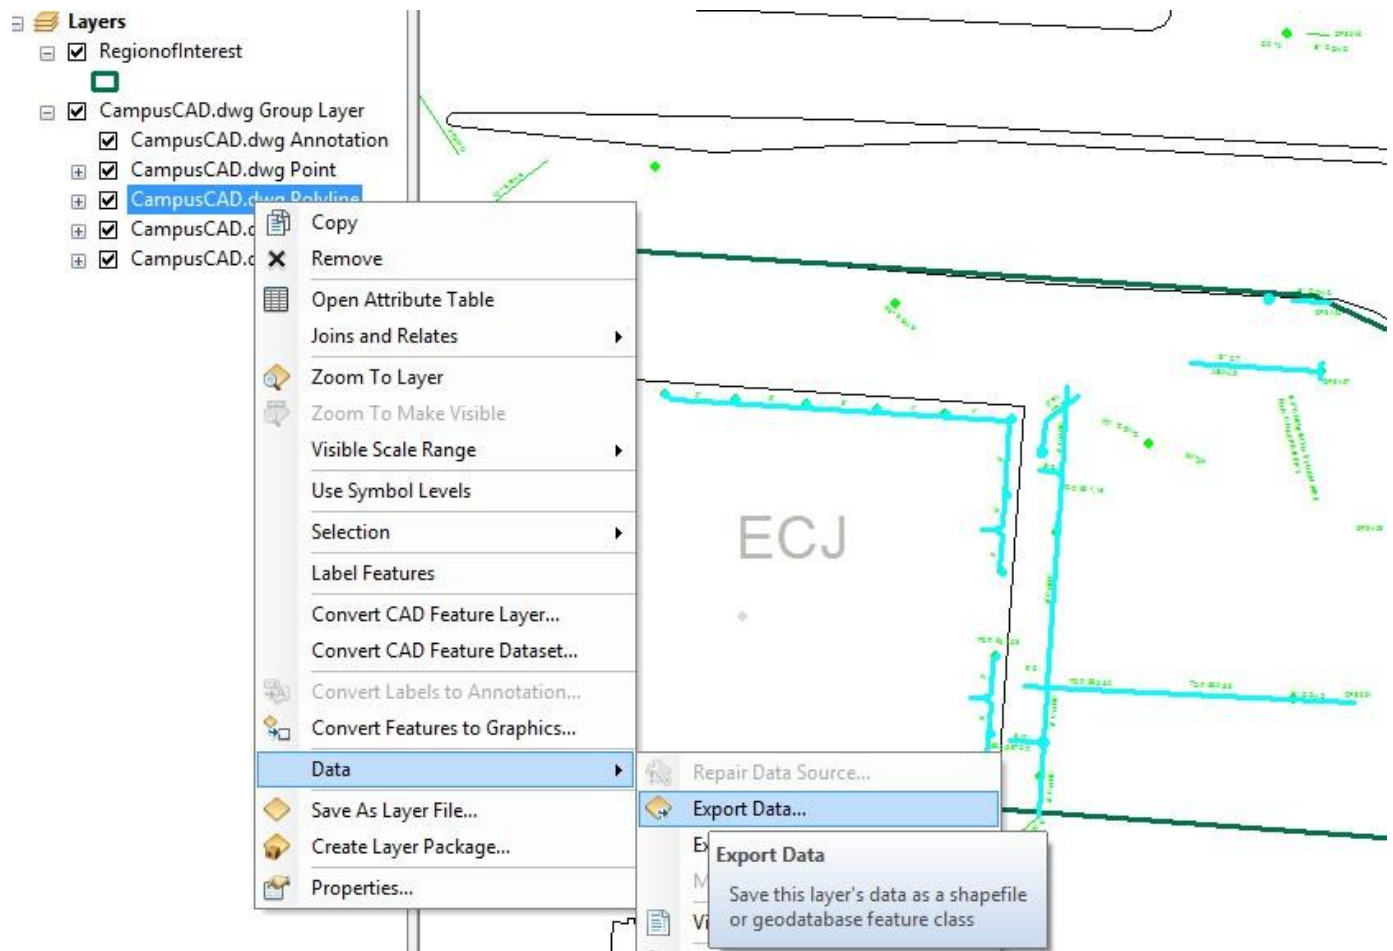 Layers
RegionofInterest
CampusCAD.dwg Group Layer
CampusCAD.dwg Annotation
CampusCAD.dwg Point
CampusCAD.dwg Polyline
CampusCAD.
CampusCAD.
Copy
Remove
Open Attribute Table
Joins and Relates
Zoom To Layer
Zoom To Make Visible
Visible Scale Range
Use Symbol Levels
Selection
Label Features
Convert CAD Feature Layer...
Convert CAD Feature Dataset...
Convert Labels to Annotation...
Convert Features to Graphics...
Data
Save As Layer File...
Create Layer Package...
Properties...
Repair Data Source...
Export Data...
Export Data
Save this layer's data as a shapefile
or geodatabase feature class
ECJ